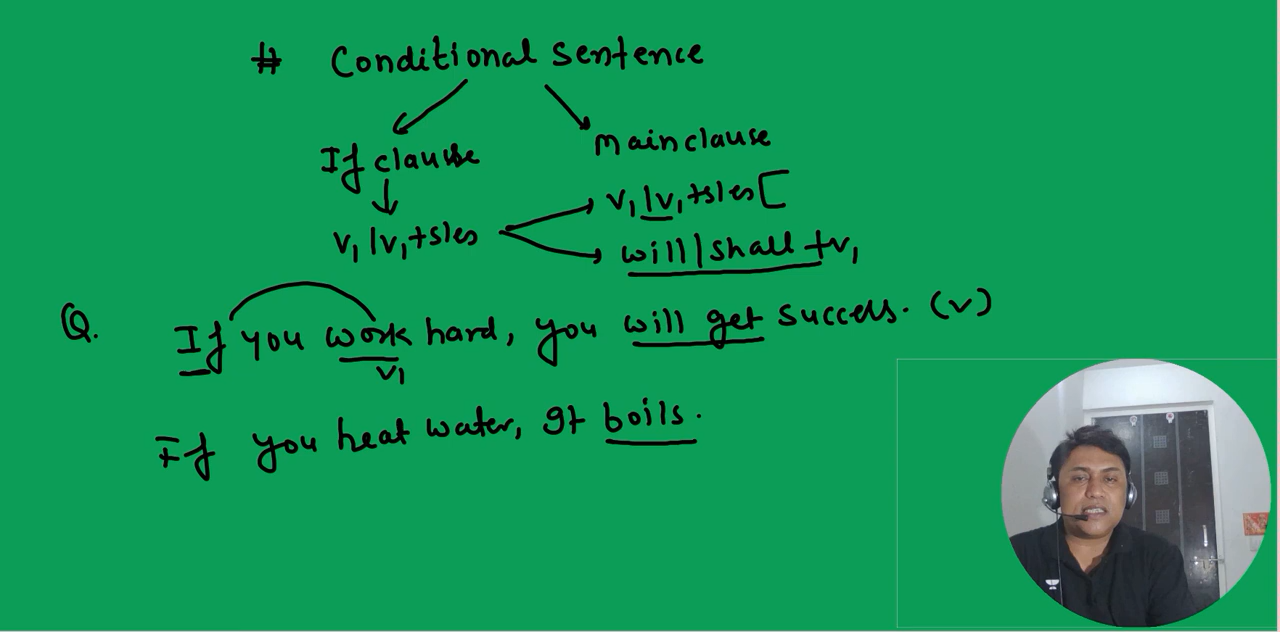 # Conditional Sentence
If clause
Main clause
V1 | V1 + s|es
V1 | V1 + s|es [
will | shall + V1
Q. If you work hard, you will get success. (v)
V1
If you heat water, It boils.